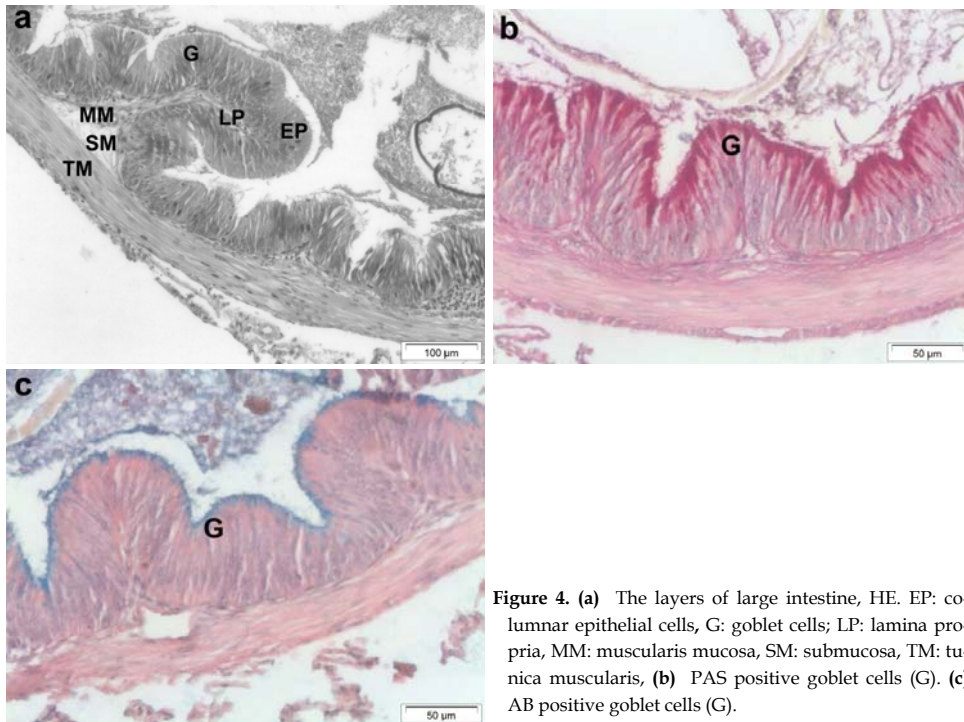 a
G
MM
LP
EP
SM
TM
100 µm
b
G
50 µm
c
G
50 µm
Figure 4. (a) The layers of large intestine, HE. EP: co-
lumnar epithelial cells, G: goblet cells; LP: lamina pro-
pria, MM: muscularis mucosa, SM: submucosa, TM: tu-
nica muscularis, (b) PAS positive goblet cells (G). (c)
AB positive goblet cells (G).